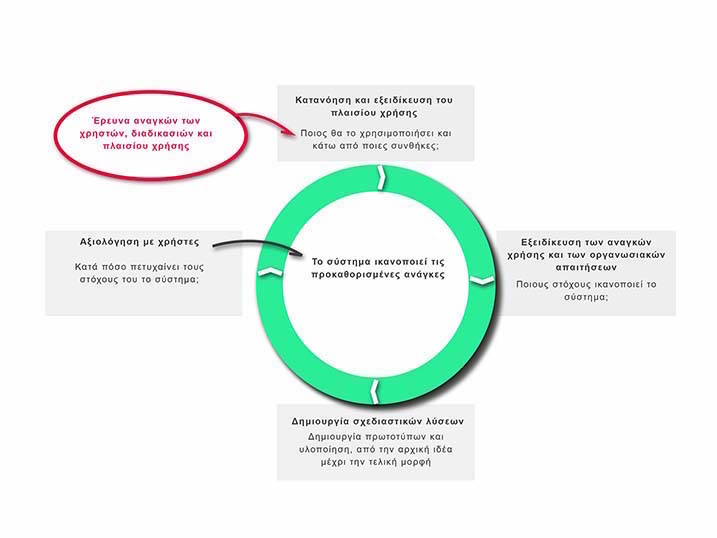 Έρευνα αναγκών των
χρηστών, διαδικασιών και
πλαισίου χρήσης
Κατανόηση και εξειδίκευση του
πλαισίου χρήσης
Ποιος θα το χρησιμοποιήσει και
κάτω από ποιες συνθήκες;
Αξιολόγηση με χρήστες
Κατά πόσο πετυχαίνει τους
στόχους του το σύστημα;
Το σύστημα ικανοποιεί τις
προκαθορισμένες ανάγκες
Εξειδίκευση των αναγκών
χρήσης και των οργανωσιακών
απαιτήσεων
Ποιους στόχους ικανοποιεί το
σύστημα;
Δημιουργία σχεδιαστικών λύσεων
Δημιουργία πρωτοτύπων και
υλοποίηση, από την αρχική ιδέα
μέχρι την τελική μορφή